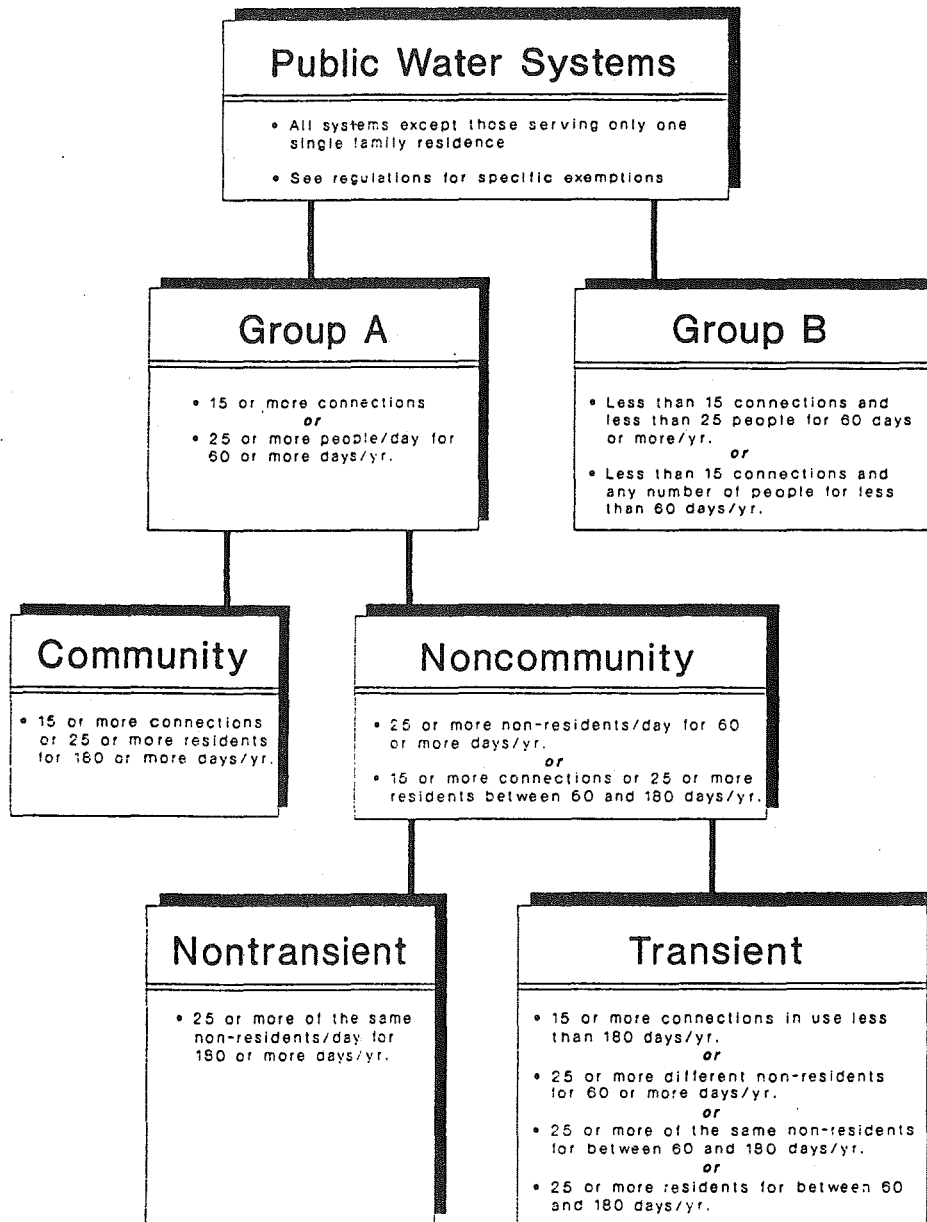 Public Water Systems
• All systems except those serving only one
single family residence
• See regulations for specific exemptions
Group A
• 15 or more connections
or
• 25 or more people/day for
60 or more days/yr.
Group B
• Less than 15 connections and
less than 25 people for 60 days
or more/yr.
or
• Less than 15 connections and
any number of people for less
than 60 days/yr.
Community
• 15 or more connections
or 25 or more residents
for 180 or more days/yr.
Noncommunity
• 25 or more non-residents/day for 60
or more days/yr.
or
• 15 or more connections or 25 or more
residents between 60 and 180 days/yr.
Nontransient
• 25 or more of the same
non-residents/day for
180 or more days/yr.
Transient
• 15 or more connections in use less
than 180 days/yr.
or
• 25 or more different non-residents
for 60 or more days/yr.
or
• 25 or more of the same non-residents
for between 60 and 180 days/yr.
or
• 25 or more residents for between 60
and 180 days/yr.